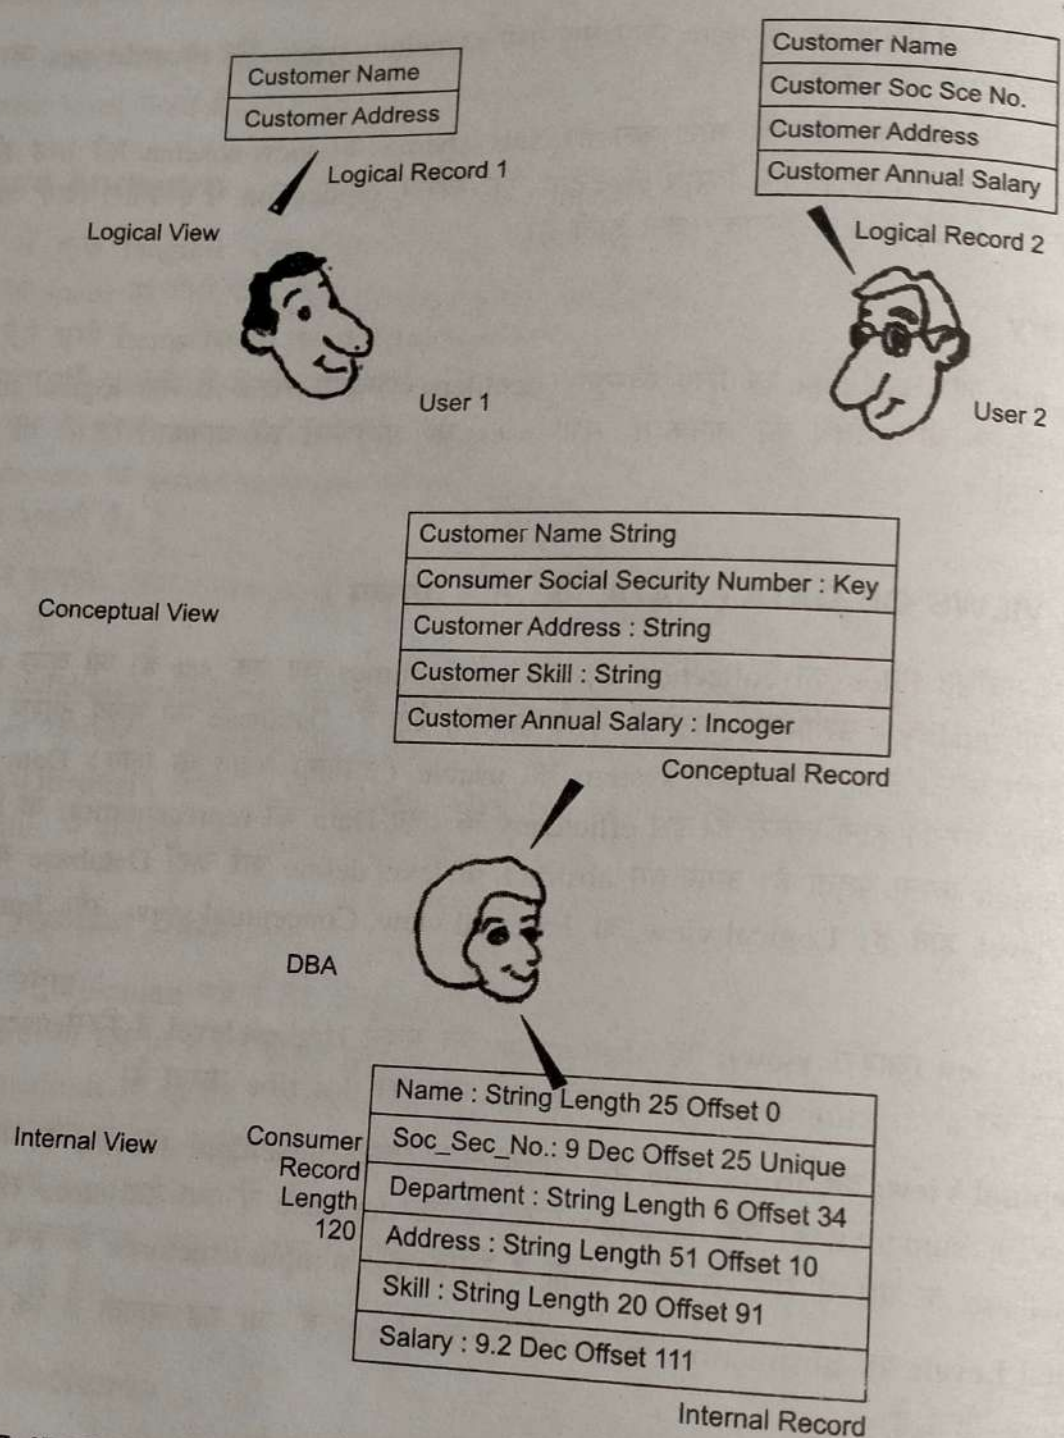 Customer Name
Customer Address
Logical Record 1
Customer Name
Customer Soc Sce No.
Customer Address
Customer Annual Salary
Logical Record 2
Logical View
User 1
User 2
Customer Name String
Consumer Social Security Number : Key
Customer Address : String
Customer Skill : String
Customer Annual Salary : Incoger
Conceptual View
Conceptual Record
DBA
Internal View
Consumer
Record
Length
120
Name : String Length 25 Offset 0
Soc_Sec_No.: 9 Dec Offset 25 Unique
Department : String Length 6 Offset 34
Address : String Length 51 Offset 10
Skill : String Length 20 Offset 91
Salary : 9.2 Dec Offset 111
Internal Record